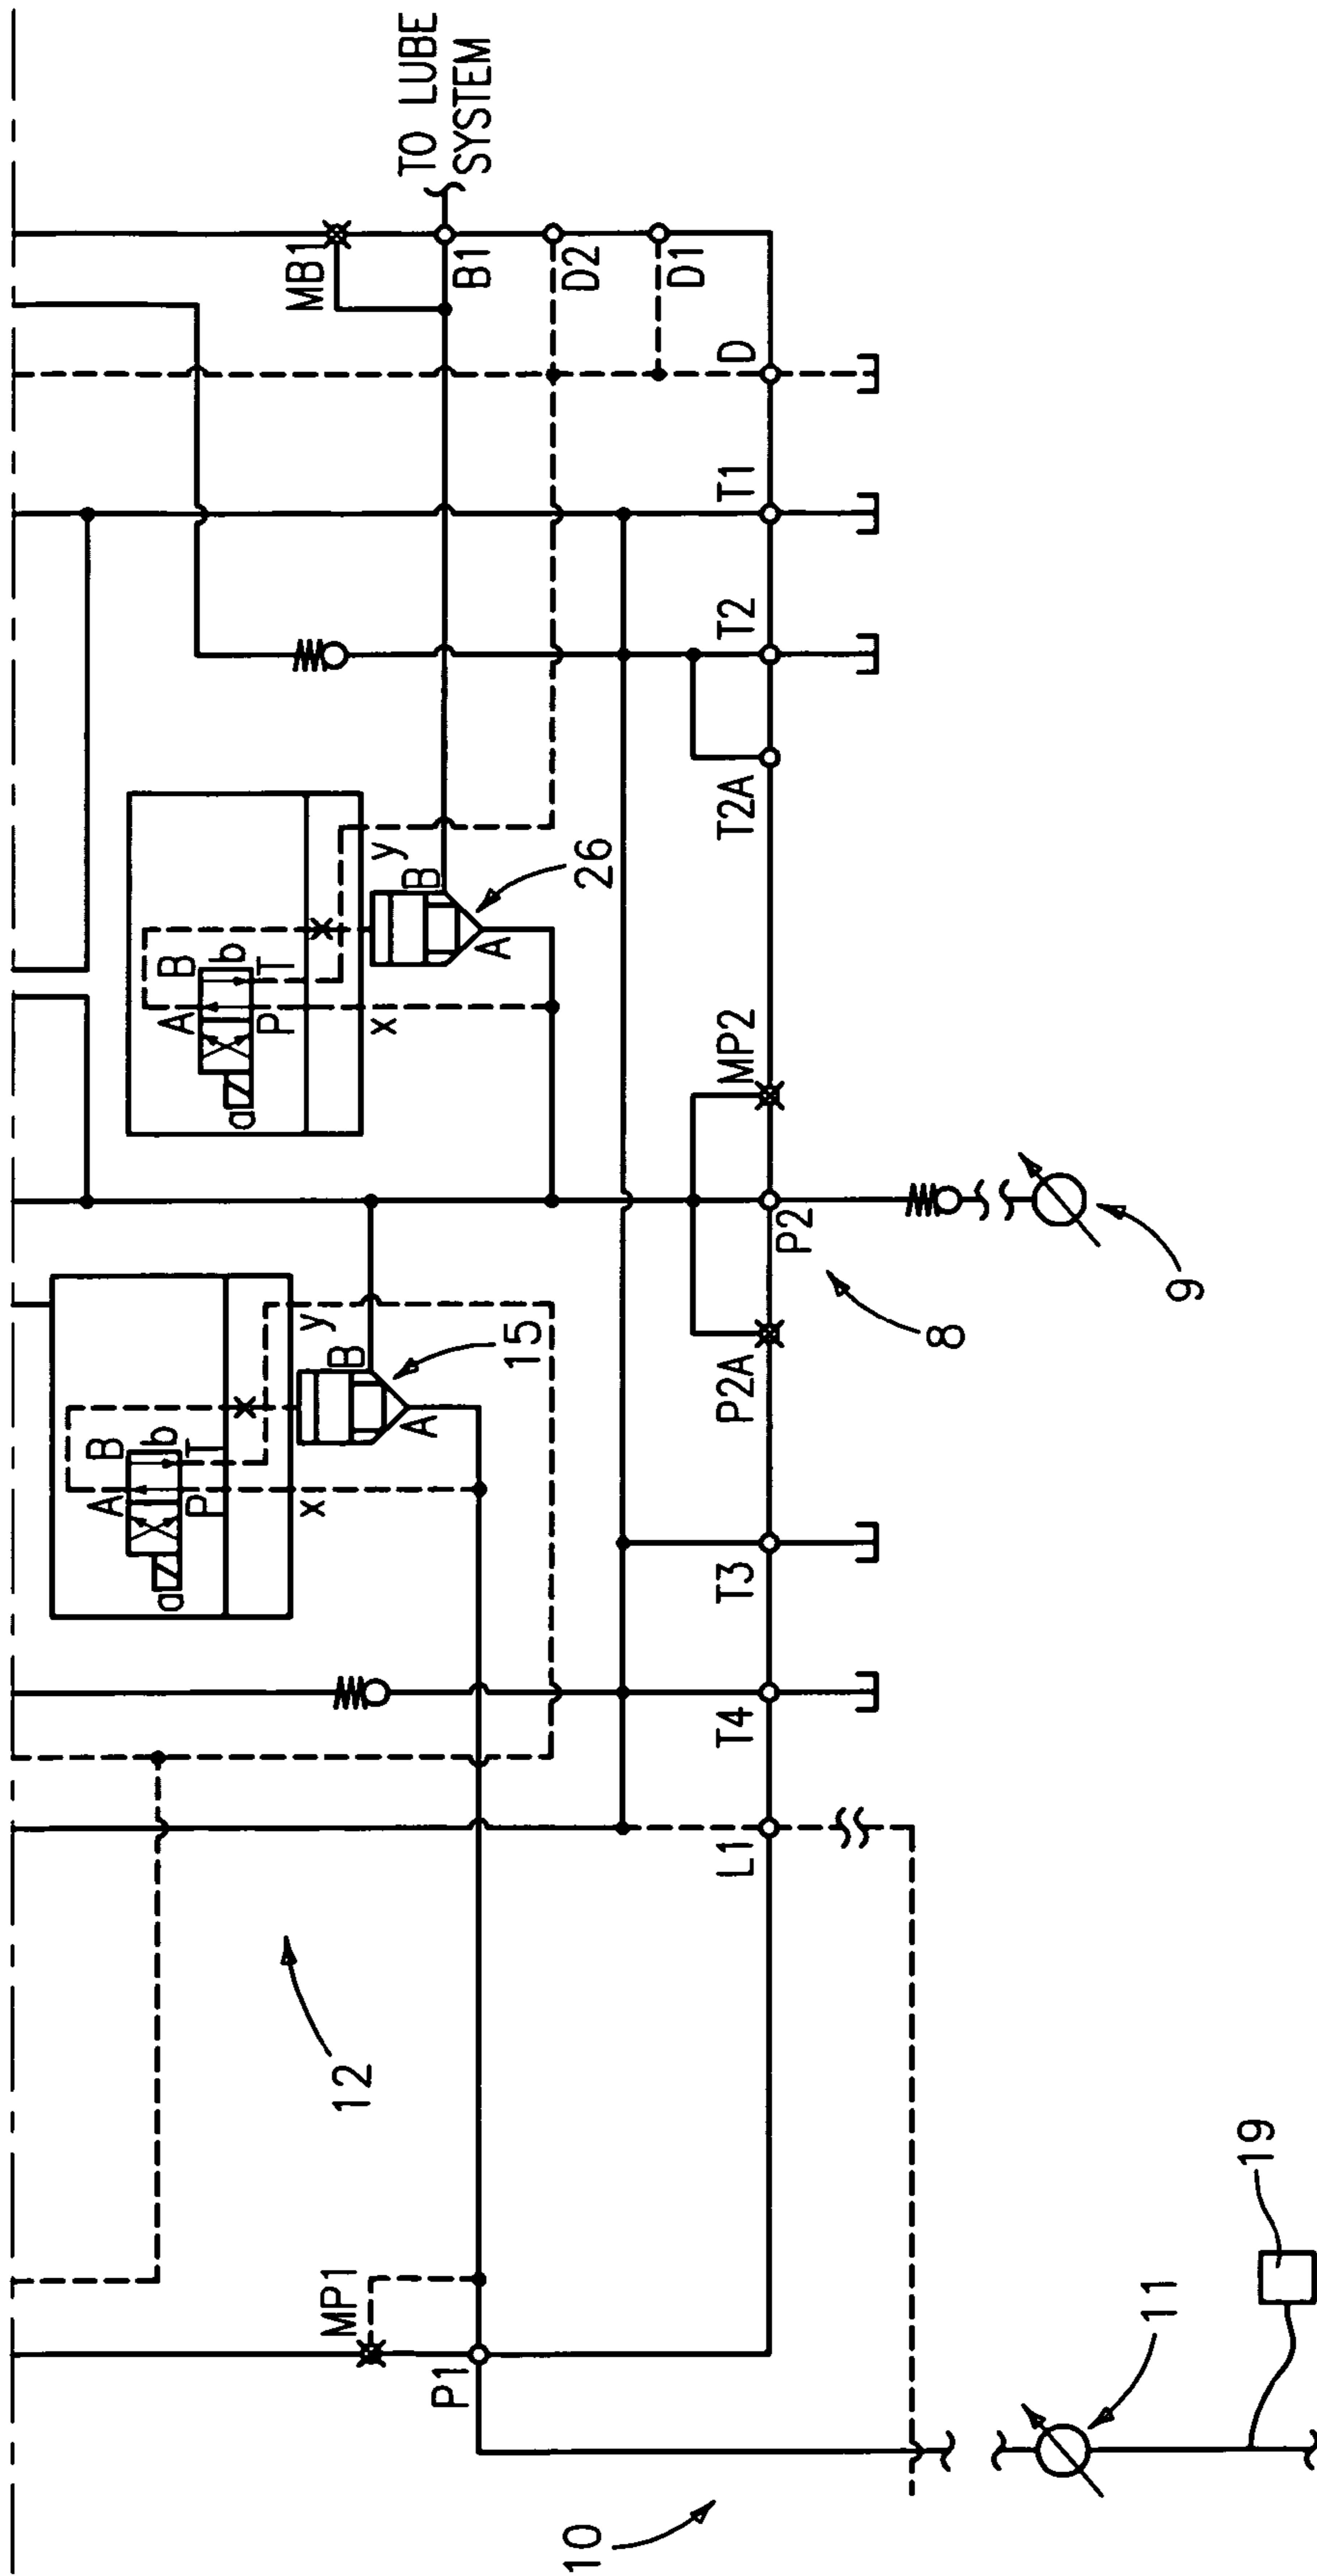 TO LUBE
SYSTEM
MB1
B1
D2
D1
D
T1
T2
T2A
y
B
26
A
B
b
T
A
P
x
a
MP2
P2
9
8
P2A
y
B
15
A
B
b
T
A
P
x
a
T3
T4
L1
12
MP1
P1
19
11
10